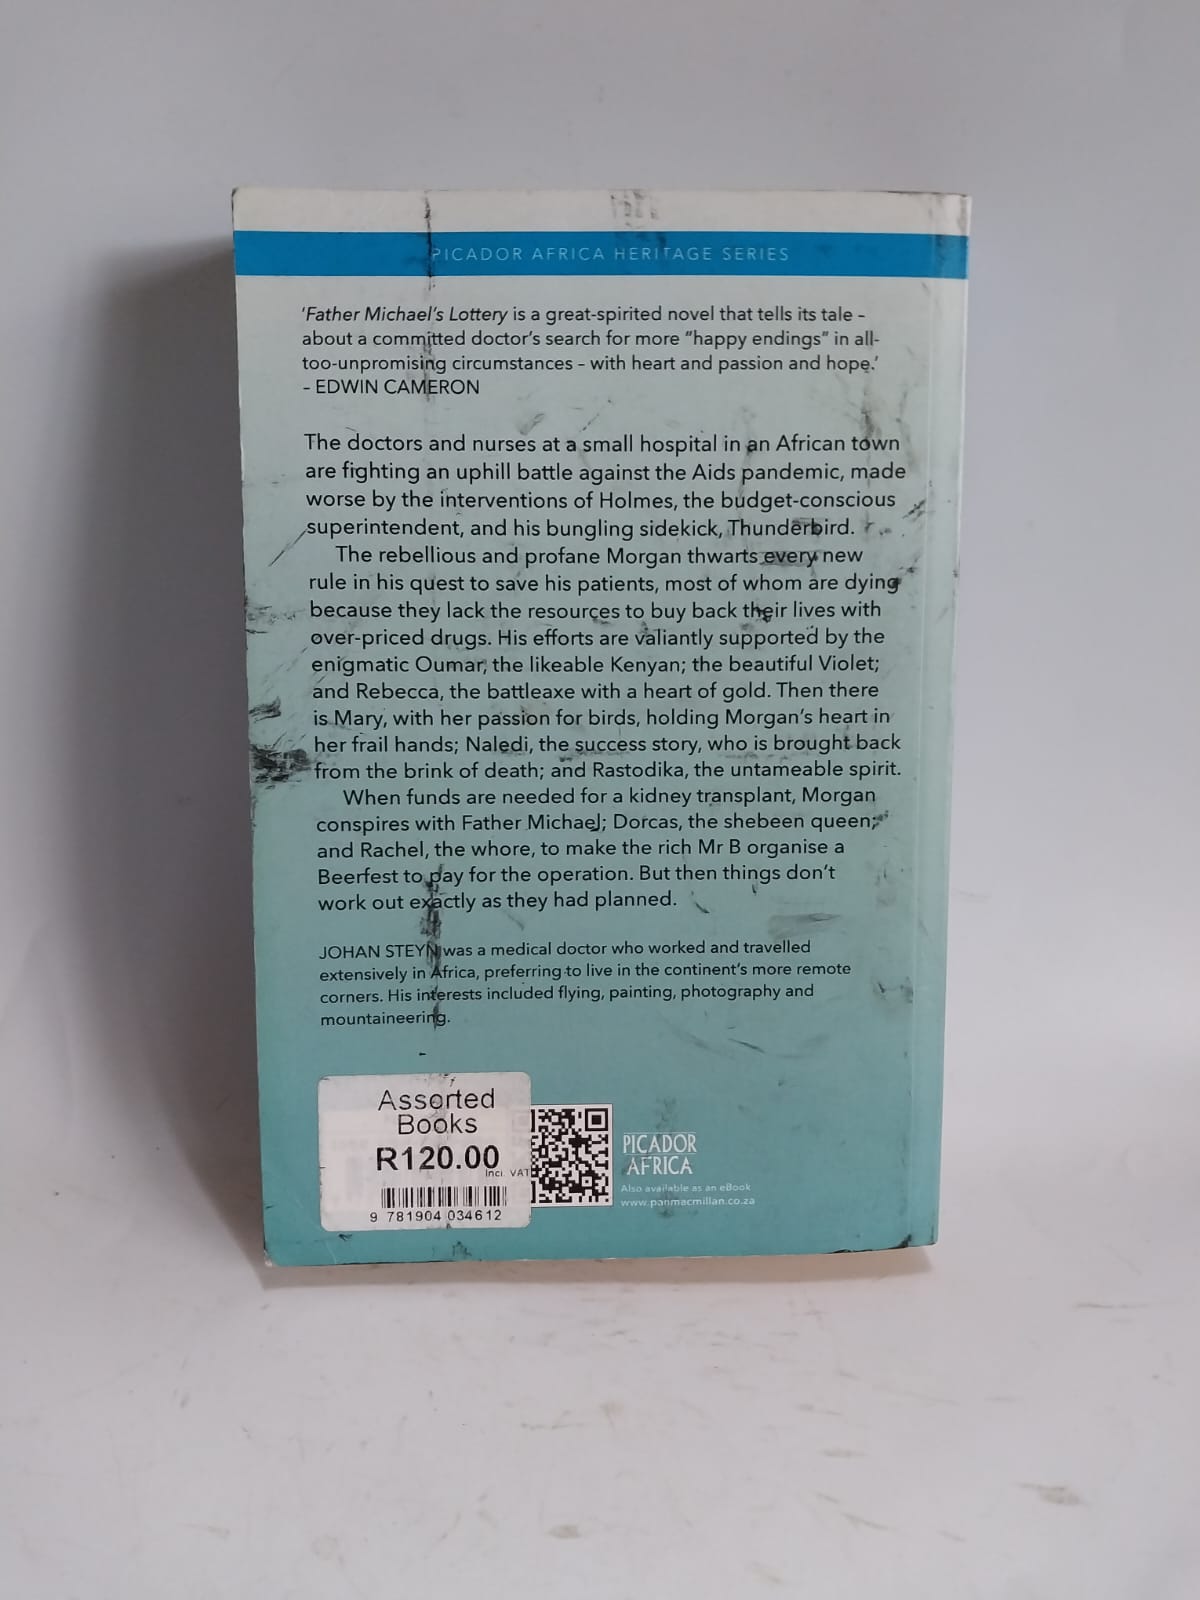 PICADOR AFRICA HERITAGE SERIES
'Father Michael's Lottery is a great-spirited novel that tells its tale –
about a committed doctor's search for more "happy endings" in all-
too-unpromising circumstances – with heart and passion and hope.'
– EDWIN CAMERON
The doctors and nurses at a small hospital in an African town
are fighting an uphill battle against the Aids pandemic, made
worse by the interventions of Holmes, the budget-conscious
superintendent, and his bungling sidekick, Thunderbird.
The rebellious and profane Morgan thwarts every new
rule in his quest to save his patients, most of whom are dying
because they lack the resources to buy back their lives with
over-priced drugs. His efforts are valiantly supported by the
enigmatic Oumar; the likeable Kenyan; the beautiful Violet;
and Rebecca, the battleaxe with a heart of gold. Then there
is Mary, with her passion for birds, holding Morgan's heart in
her frail hands; Naledi, the success story, who is brought back
from the brink of death; and Rastodika, the untameable spirit.
When funds are needed for a kidney transplant, Morgan
conspires with Father Michael; Dorcas, the shebeen queen;
and Rachel, the whore, to make the rich Mr B organise a
Beerfest to pay for the operation. But then things don't
work out exactly as they had planned.
JOHAN STEYN was a medical doctor who worked and travelled
extensively in Africa, preferring to live in the continent's more remote
corners. His interests included flying, painting, photography and
mountaineering.
Assorted
Books
R120.00
Incl. VAT
9 781904 034612
PICADOR
AFRICA
Also available as an eBook
www.panmacmillan.co.za